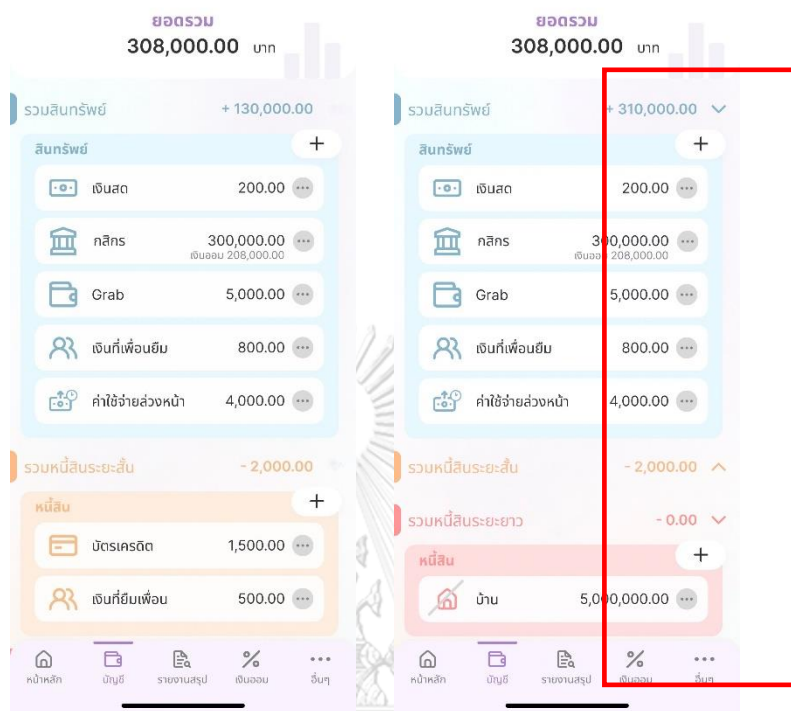 ยอดรวม
308,000.00 บาท
รวมสินทรัพย์ + 130,000.00
สินทรัพย์ +
เงินสด 200.00
กสิกร 300,000.00
เงินออม 208,000.00
Grab 5,000.00
เงินที่เพื่อนยืม 800.00
ค่าใช้จ่ายล่วงหน้า 4,000.00
รวมหนี้สินระยะสั้น - 2,000.00
หนี้สิน +
บัตรเครดิต 1,500.00
เงินที่ยืมเพื่อน 500.00
หน้าหลัก บัญชี รายงานสรุป เงินออม อื่นๆ
ยอดรวม
308,000.00 บาท
รวมสินทรัพย์ + 310,000.00
สินทรัพย์ +
เงินสด 200.00
กสิกร 300,000.00
เงินออม 208,000.00
Grab 5,000.00
เงินที่เพื่อนยืม 800.00
ค่าใช้จ่ายล่วงหน้า 4,000.00
รวมหนี้สินระยะสั้น - 2,000.00
รวมหนี้สินระยะยาว - 0.00
หนี้สิน +
บ้าน 5,000,000.00
หน้าหลัก บัญชี รายงานสรุป เงินออม อื่นๆ